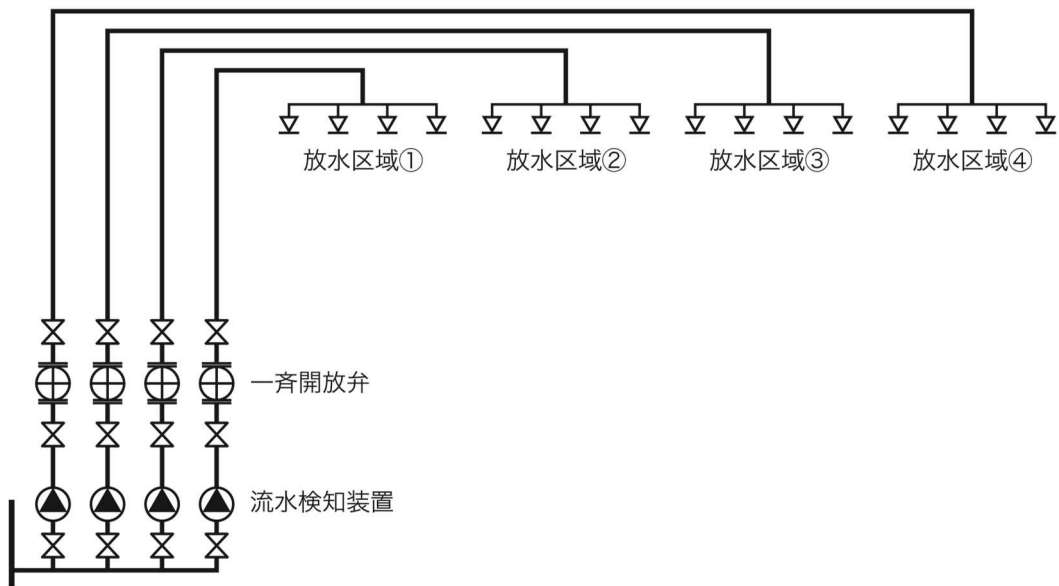 放水区域①
放水区域②
放水区域③
放水区域④
一斉開放弁
流水検知装置